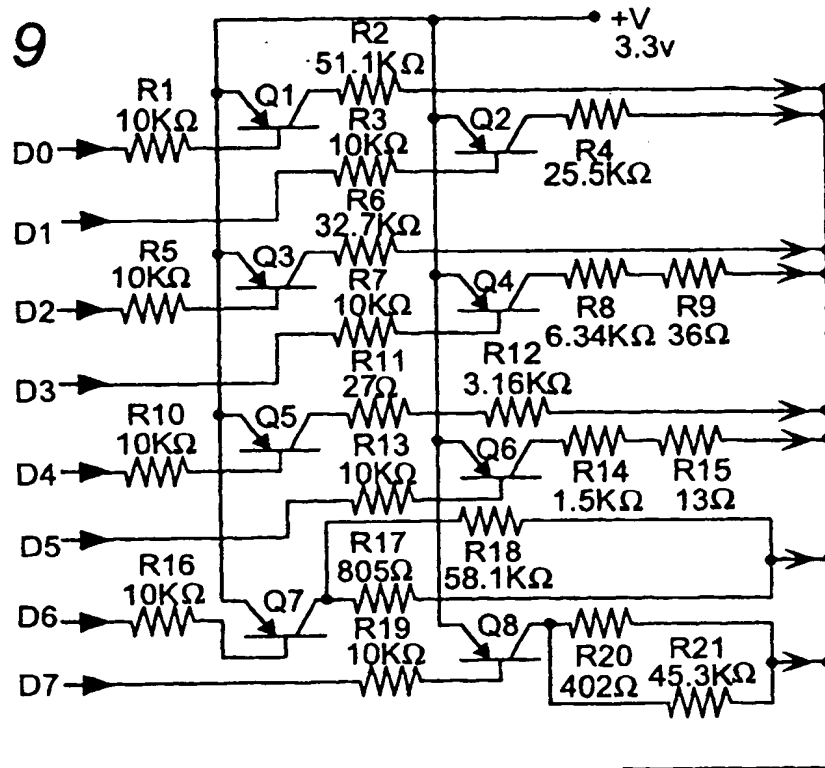 9
+V
3.3v
R2
51.1KΩ
R1
10KΩ
Q1
D0
R3
10KΩ
Q2
R4
25.5KΩ
D1
R6
32.7KΩ
R5
10KΩ
Q3
D2
R7
10KΩ
Q4
R8
6.34KΩ
R9
36Ω
D3
R11
27Ω
R12
3.16KΩ
R10
10KΩ
Q5
D4
R13
10KΩ
Q6
R14
1.5KΩ
R15
13Ω
D5
R18
58.1KΩ
R17
805Ω
R16
10KΩ
Q7
D6
R19
10KΩ
Q8
R20
402Ω
R21
45.3KΩ
D7